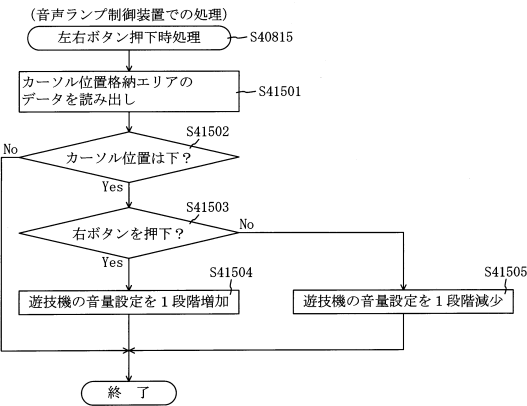 (音声ランプ制御装置での処理)
左右ボタン押下時処理
S40815
カーソル位置格納エリアの
データを読み出し
S41501
S41502
No
カーソル位置は下?
Yes
S41503
右ボタンを押下?
No
Yes
S41504
遊技機の音量設定を1段階増加
S41505
遊技機の音量設定を1段階減少
終 了